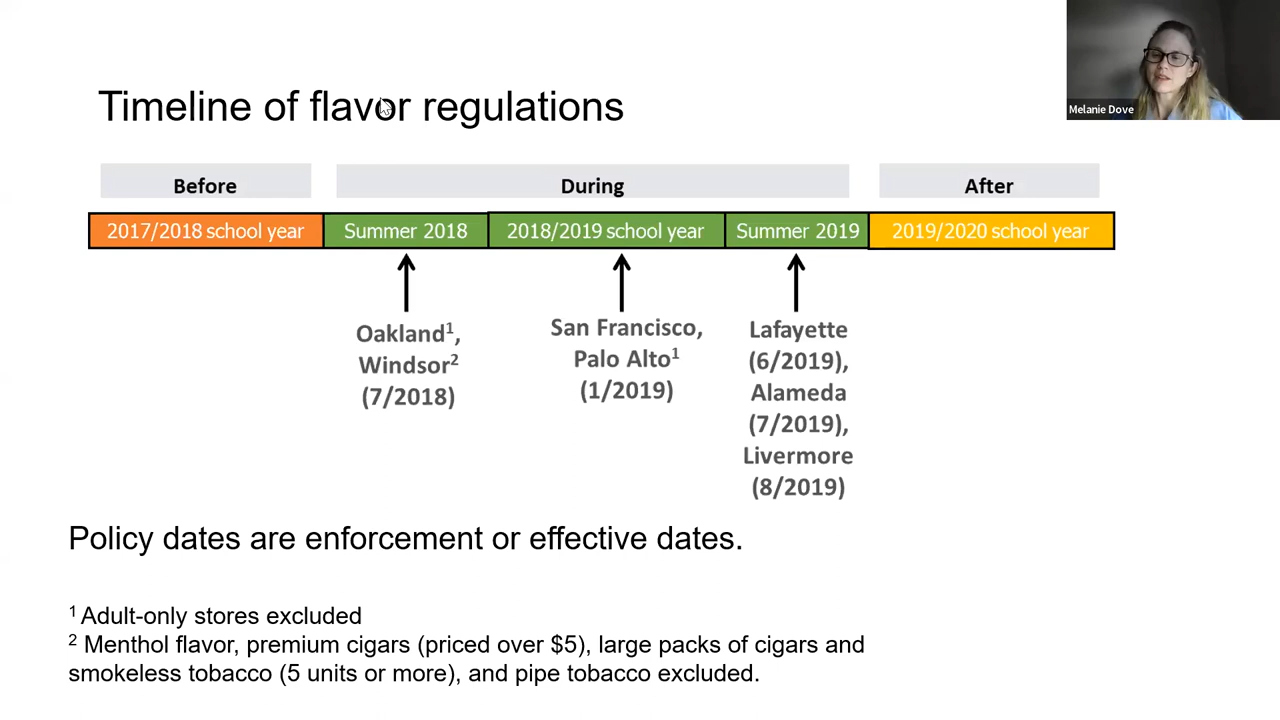 Melanie Dove
Timeline of flavor regulations
Before
During
After
2017/2018 school year
Summer 2018
2018/2019 school year
Summer 2019
2019/2020 school year
Oakland¹,
Windsor²
(7/2018)
San Francisco,
Palo Alto¹
(1/2019)
Lafayette
(6/2019),
Alameda
(7/2019),
Livermore
(8/2019)
Policy dates are enforcement or effective dates.
¹ Adult-only stores excluded
² Menthol flavor, premium cigars (priced over $5), large packs of cigars and
smokeless tobacco (5 units or more), and pipe tobacco excluded.